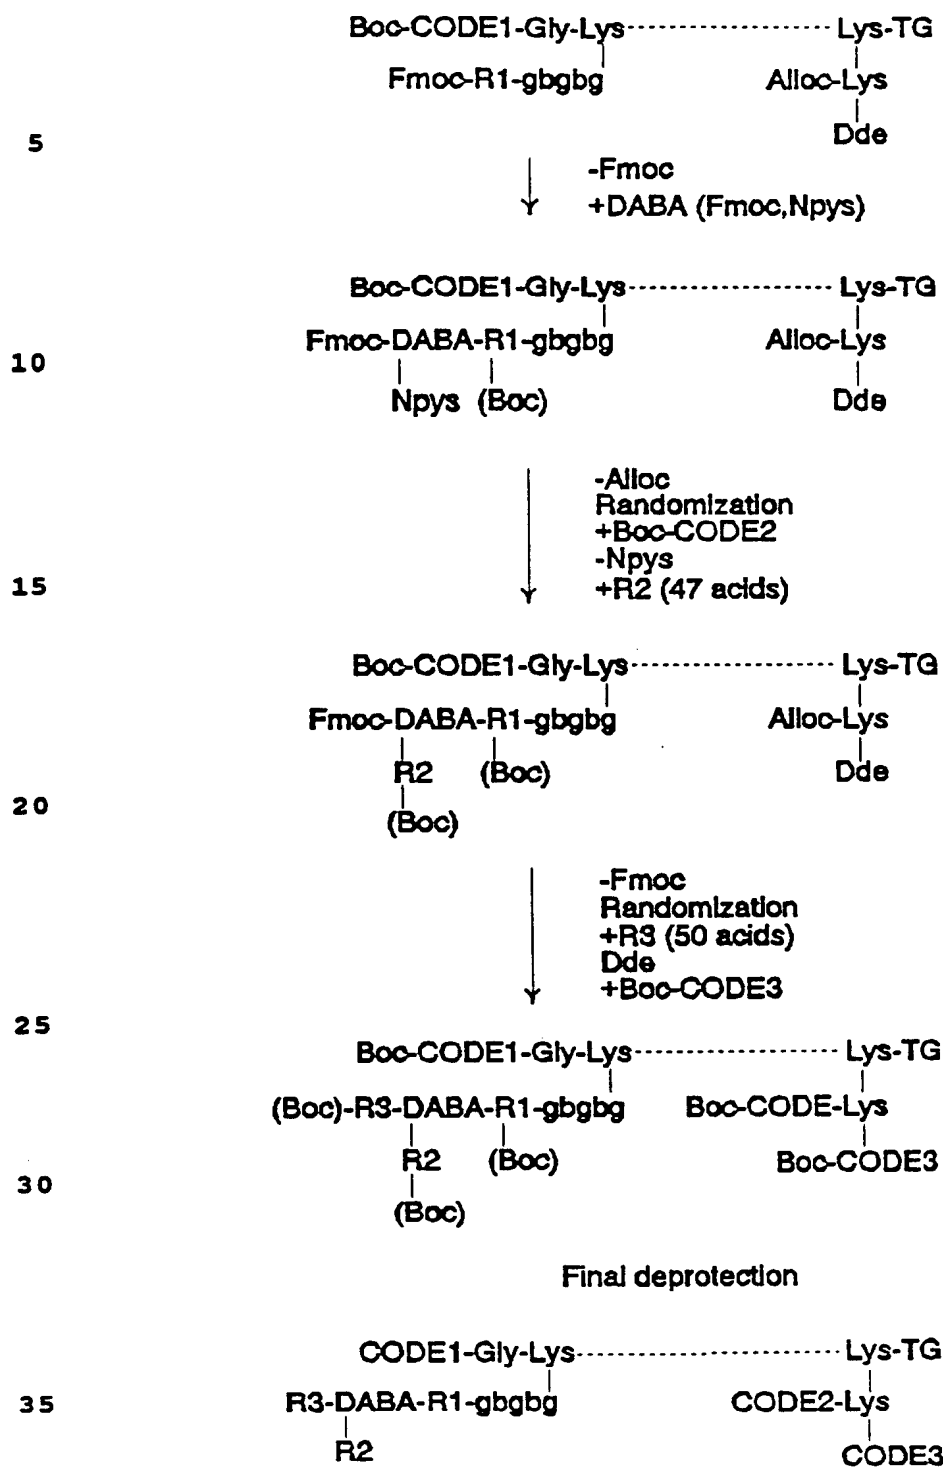 Boc-CODE1-Gly-Lys--------------------Lys-TG
Fmoc-R1-gbgbg Alloc-Lys
5 Dde
-Fmoc
+DABA (Fmoc,Npys)
Boc-CODE1-Gly-Lys--------------------Lys-TG
10 Fmoc-DABA-R1-gbgbg Alloc-Lys
Npys (Boc) Dde
-Alloc
Randomization
+Boc-CODE2
-Npys
15 +R2 (47 acids)
Boc-CODE1-Gly-Lys--------------------Lys-TG
Fmoc-DABA-R1-gbgbg Alloc-Lys
R2 (Boc) Dde
20 (Boc)
-Fmoc
Randomization
+R3 (50 acids)
Dde
+Boc-CODE3
25
Boc-CODE1-Gly-Lys--------------------Lys-TG
(Boc)-R3-DABA-R1-gbgbg Boc-CODE-Lys
R2 (Boc) Boc-CODE3
30 (Boc)
Final deprotection
CODE1-Gly-Lys--------------------Lys-TG
35 R3-DABA-R1-gbgbg CODE2-Lys
R2 CODE3